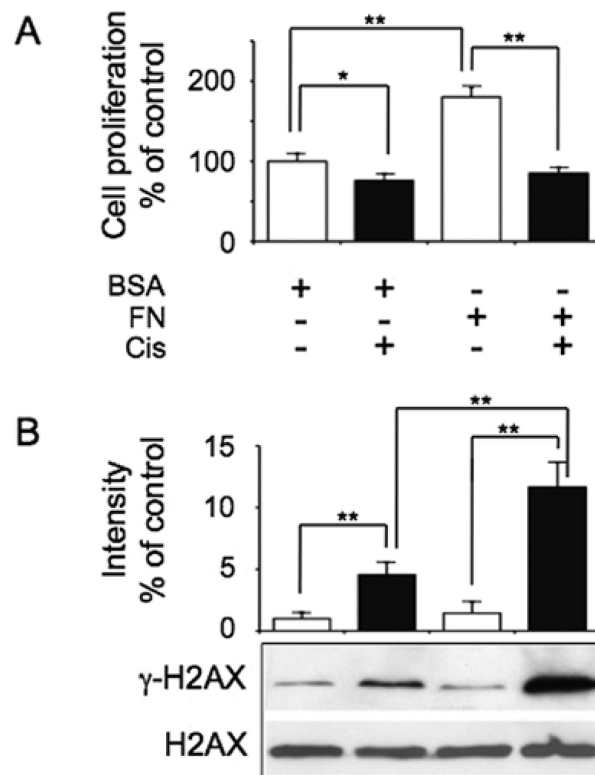 A
Cell proliferation
% of control
200
100
0
**
**
*
BSA + + - -
FN - - + +
Cis - + - +
B
Intensity
% of control
15
10
5
0
**
**
**
γ-H2AX
H2AX